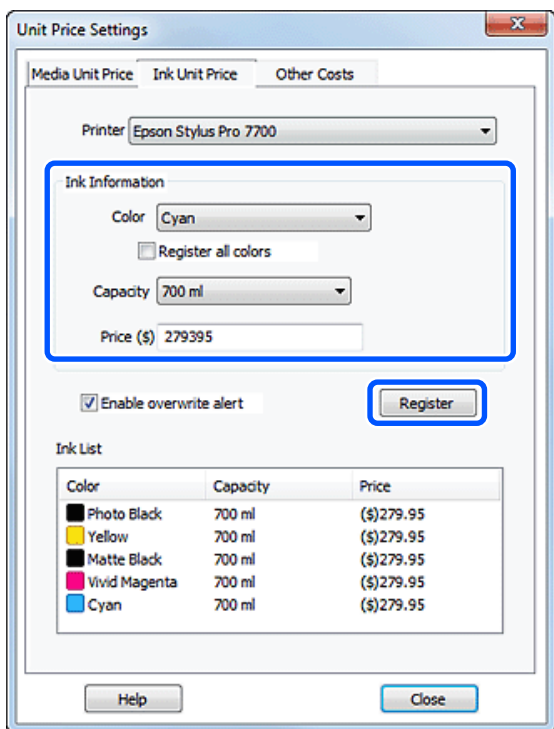 Unit Price Settings
Media Unit Price Ink Unit Price Other Costs
Printer Epson Stylus Pro 7700
Ink Information
Color Cyan
Register all colors
Capacity 700 ml
Price ($) 279395
Enable overwrite alert Register
Ink List
Color Capacity Price
Photo Black 700 ml ($)279.95
Yellow 700 ml ($)279.95
Matte Black 700 ml ($)279.95
Vivid Magenta 700 ml ($)279.95
Cyan 700 ml ($)279.95
Help Close